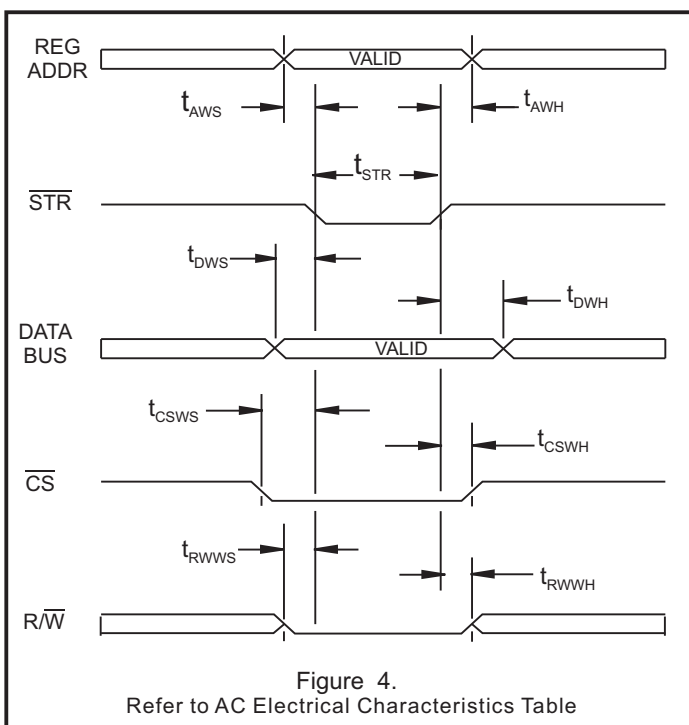 REG
ADDR
VALID
tAWS
tAWH
tSTR
STR
tDWS
tDWH
DATA
BUS
VALID
tCSWS
tCSWH
CS
tRWWS
tRWWH
R/W
Figure 4.
Refer to AC Electrical Characteristics Table